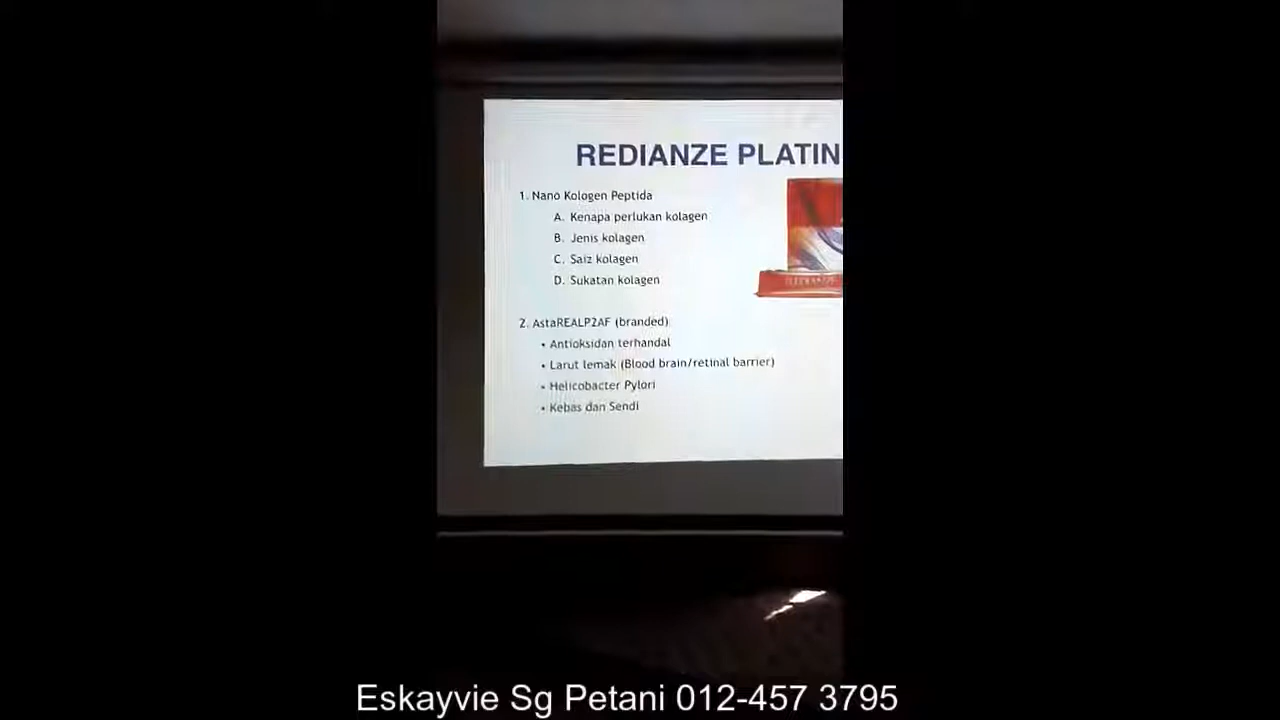 REDIANZE PLATIN
1. Nano Kologen Peptida
A. Kenapa perlukan kolagen
B. Jenis kolagen
C. Saiz kolagen
D. Sukatan kolagen
2. AstaREALP2AF (branded)
• Antioksidan terhandal
• Larut lemak (Blood brain/retinal barrier)
• Helicobacter Pylori
• Kebas dan Sendi
REDIANZE
Eskayvie Sg Petani 012-457 3795